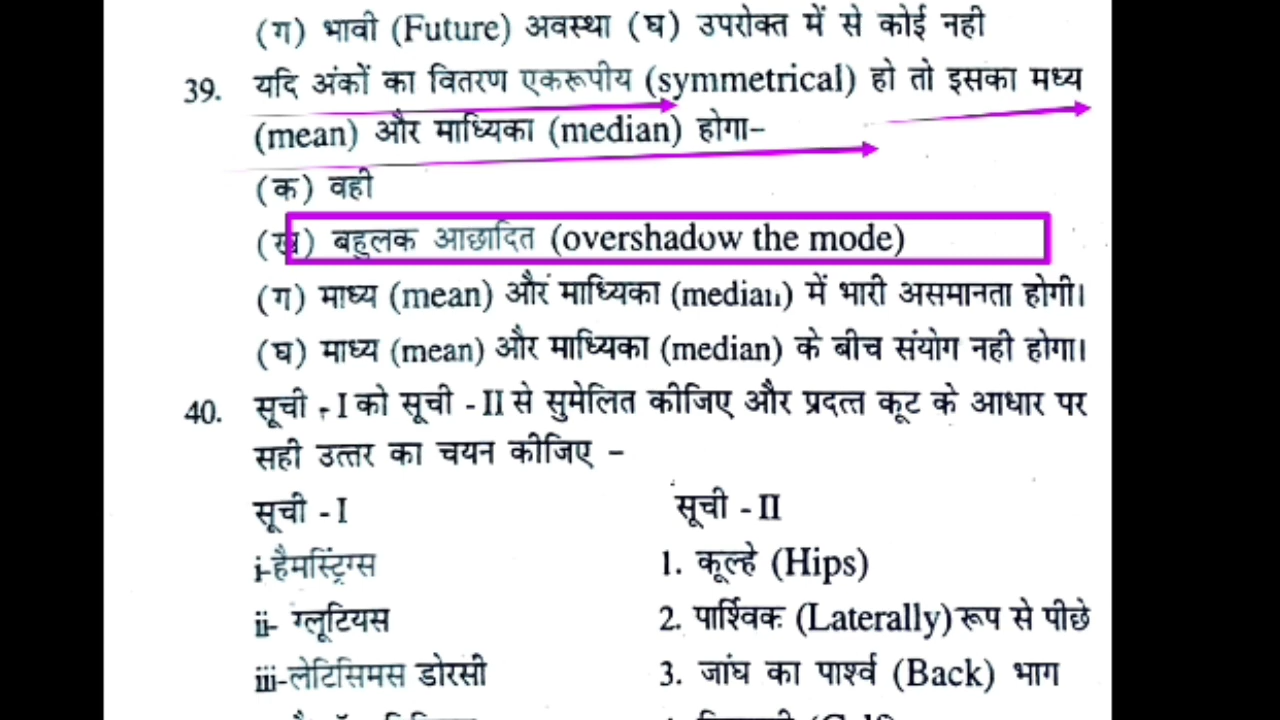 (ग) भावी (Future) अवस्था (घ) उपरोक्त में से कोई नही
39. यदि अंकों का वितरण एकरूपीय (symmetrical) हो तो इसका मध्य
(mean) और माध्यिका (median) होगा–
(क) वही
(ख) बहुलक आछादित (overshadow the mode)
(ग) माध्य (mean) और माध्यिका (median) में भारी असमानता होगी।
(घ) माध्य (mean) और माध्यिका (median) के बीच संयोग नही होगा।
40. सूची - I को सूची - II से सुमेलित कीजिए और प्रदत्त कूट के आधार पर
सही उत्तर का चयन कीजिए –
सूची - I सूची - II
i-हैमस्ट्रिंग्स 1. कूल्हे (Hips)
ii- ग्लूटियस 2. पार्श्विक (Laterally) रूप से पीछे
iii-लेटिसिमस डोरसी 3. जांघ का पार्श्व (Back) भाग